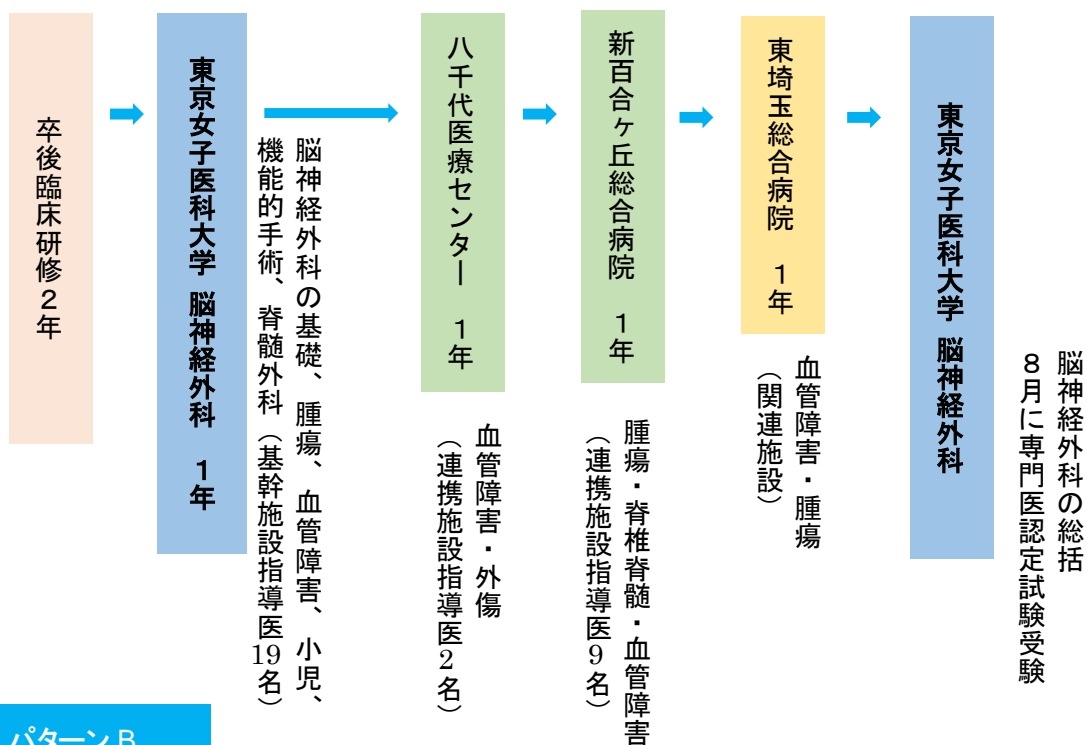 卒後臨床研修2年
東京女子医科大学 脳神経外科 1年
脳神経外科の基礎、腫瘍、血管障害、小児、
機能的手術、脊髄外科（基幹施設指導医19名）
八千代医療センター 1年
血管障害・外傷
（連携施設指導医2名）
新百合ヶ丘総合病院 1年
腫瘍・脊椎脊髄・血管障害
（連携施設指導医9名）
東埼玉総合病院 1年
血管障害・腫瘍
（関連施設）
東京女子医科大学 脳神経外科
脳神経外科の総括
8月に専門医認定試験受験
パターンB